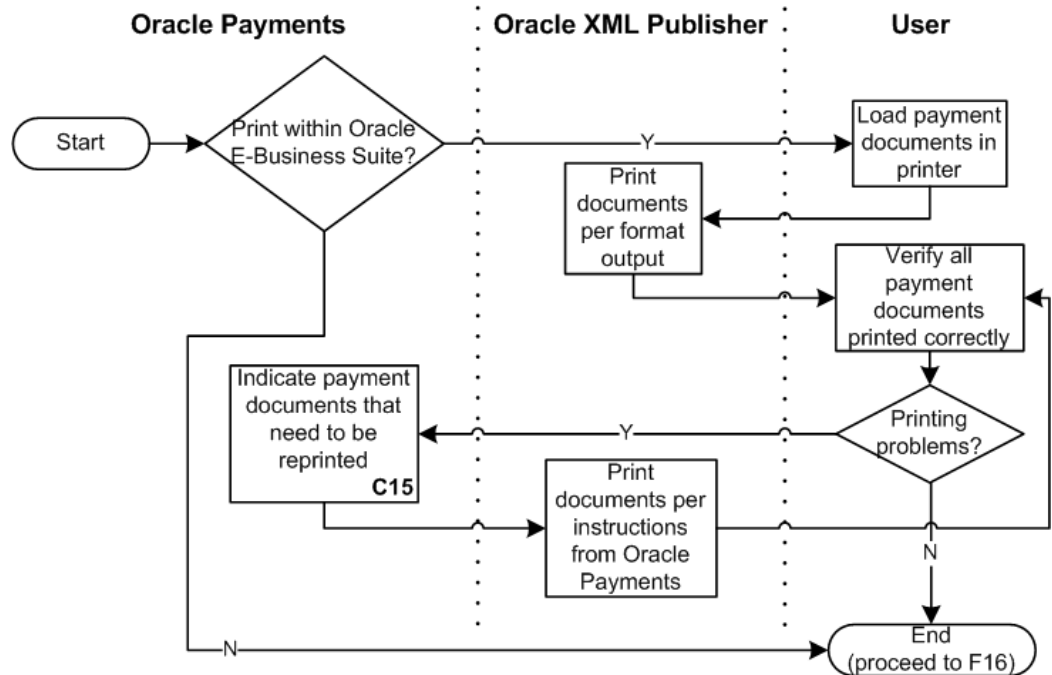 Oracle Payments
Oracle XML Publisher
User
Start
Print within Oracle
E-Business Suite?
Y
Load payment
documents in
printer
Print
documents
per format
output
Verify all
payment
documents
printed correctly
Indicate payment
documents that
need to be
reprinted
C15
Y
Printing
problems?
Print
documents per
instructions
from Oracle
Payments
N
N
End
(proceed to F16)